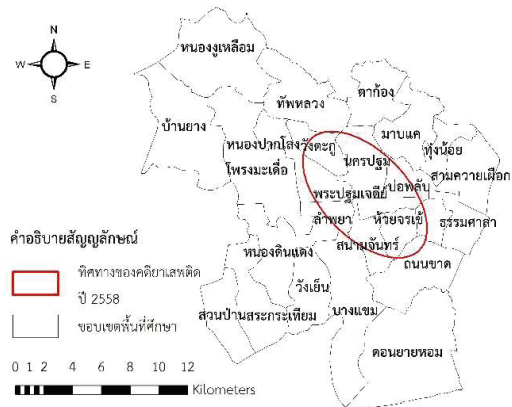 N
W E
S
หนองงูเหลือม
ตาก้อง
ทัพหลวง
บ้านยาง
มาบแค
หนองปากโลง
วังตะกู
นครปฐม
ทุ่งน้อย
โพรงมะเดื่อ
สามควายเผือก
พระปฐมเจดีย์
บ่อพลับ
ลำพยา
ห้วยจรเข้
ธรรมศาลา
สนามจันทร์
หนองดินแดง
ถนนขาด
วังเย็น
สวนป่าน
สระกะเทียม
บางแขม
ดอนยายหอม
คำอธิบายสัญญลักษณ์
ทิศทางของคดียาเสพติด
ปี 2558
ขอบเขตพื้นที่ศึกษา
0 1 2 4 6 8 10 12
Kilometers